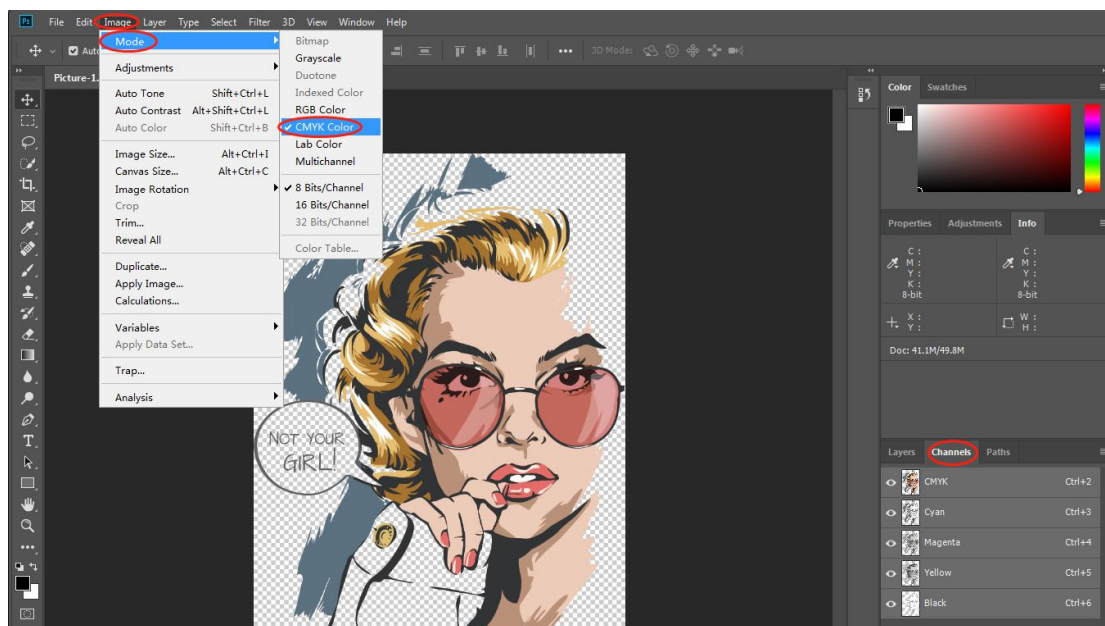 Ps File Edit Image Layer Type Select Filter 3D View Window Help
Auto
3D Mode:
Picture-1.
Mode
Adjustments
Auto Tone Shift+Ctrl+L
Auto Contrast Alt+Shift+Ctrl+L
Auto Color Shift+Ctrl+B
Image Size... Alt+Ctrl+I
Canvas Size... Alt+Ctrl+C
Image Rotation
Crop
Trim...
Reveal All
Duplicate...
Apply Image...
Calculations...
Variables
Apply Data Set...
Trap...
Analysis
Bitmap
Grayscale
Duotone
Indexed Color
RGB Color
CMYK Color
Lab Color
Multichannel
8 Bits/Channel
16 Bits/Channel
32 Bits/Channel
Color Table...
T
NOT YOUR
GIRL!
Color Swatches
Properties Adjustments Info
C : C :
M : M :
Y : Y :
K : K :
8-bit 8-bit
X : W :
Y : H :
Doc: 41.1M/49.8M
Layers Channels Paths
CMYK Ctrl+2
Cyan Ctrl+3
Magenta Ctrl+4
Yellow Ctrl+5
Black Ctrl+6